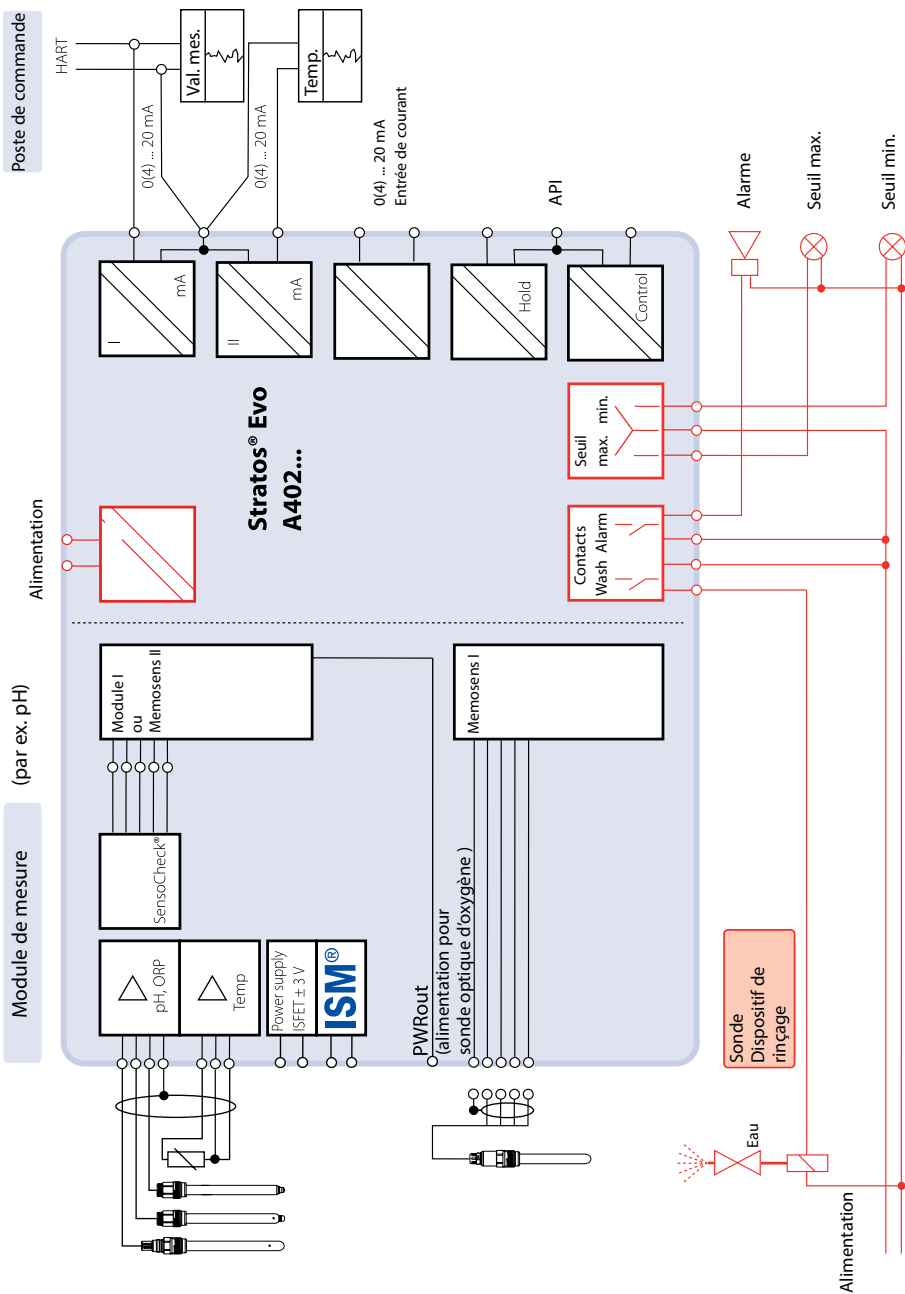 Module de mesure
(par ex. pH)
Alimentation
Poste de commande
HART
Val. mes.
Temp.
0(4) ... 20 mA
0(4) ... 20 mA
0(4) ... 20 mA
Entrée de courant
API
I
mA
II
mA
Hold
Control
Stratos® Evo
A402...
Module I
ou
Memosens II
SensoCheck®
pH, ORP
Temp
Power supply
ISFET ± 3 V
ISM®
PWRout
(alimentation pour
sonde optique d'oxygène )
Memosens I
Contacts
Wash Alarm
Seuil
max. min.
Alarme
Seuil max.
Seuil min.
Sonde
Dispositif de
rinçage
Eau
Alimentation